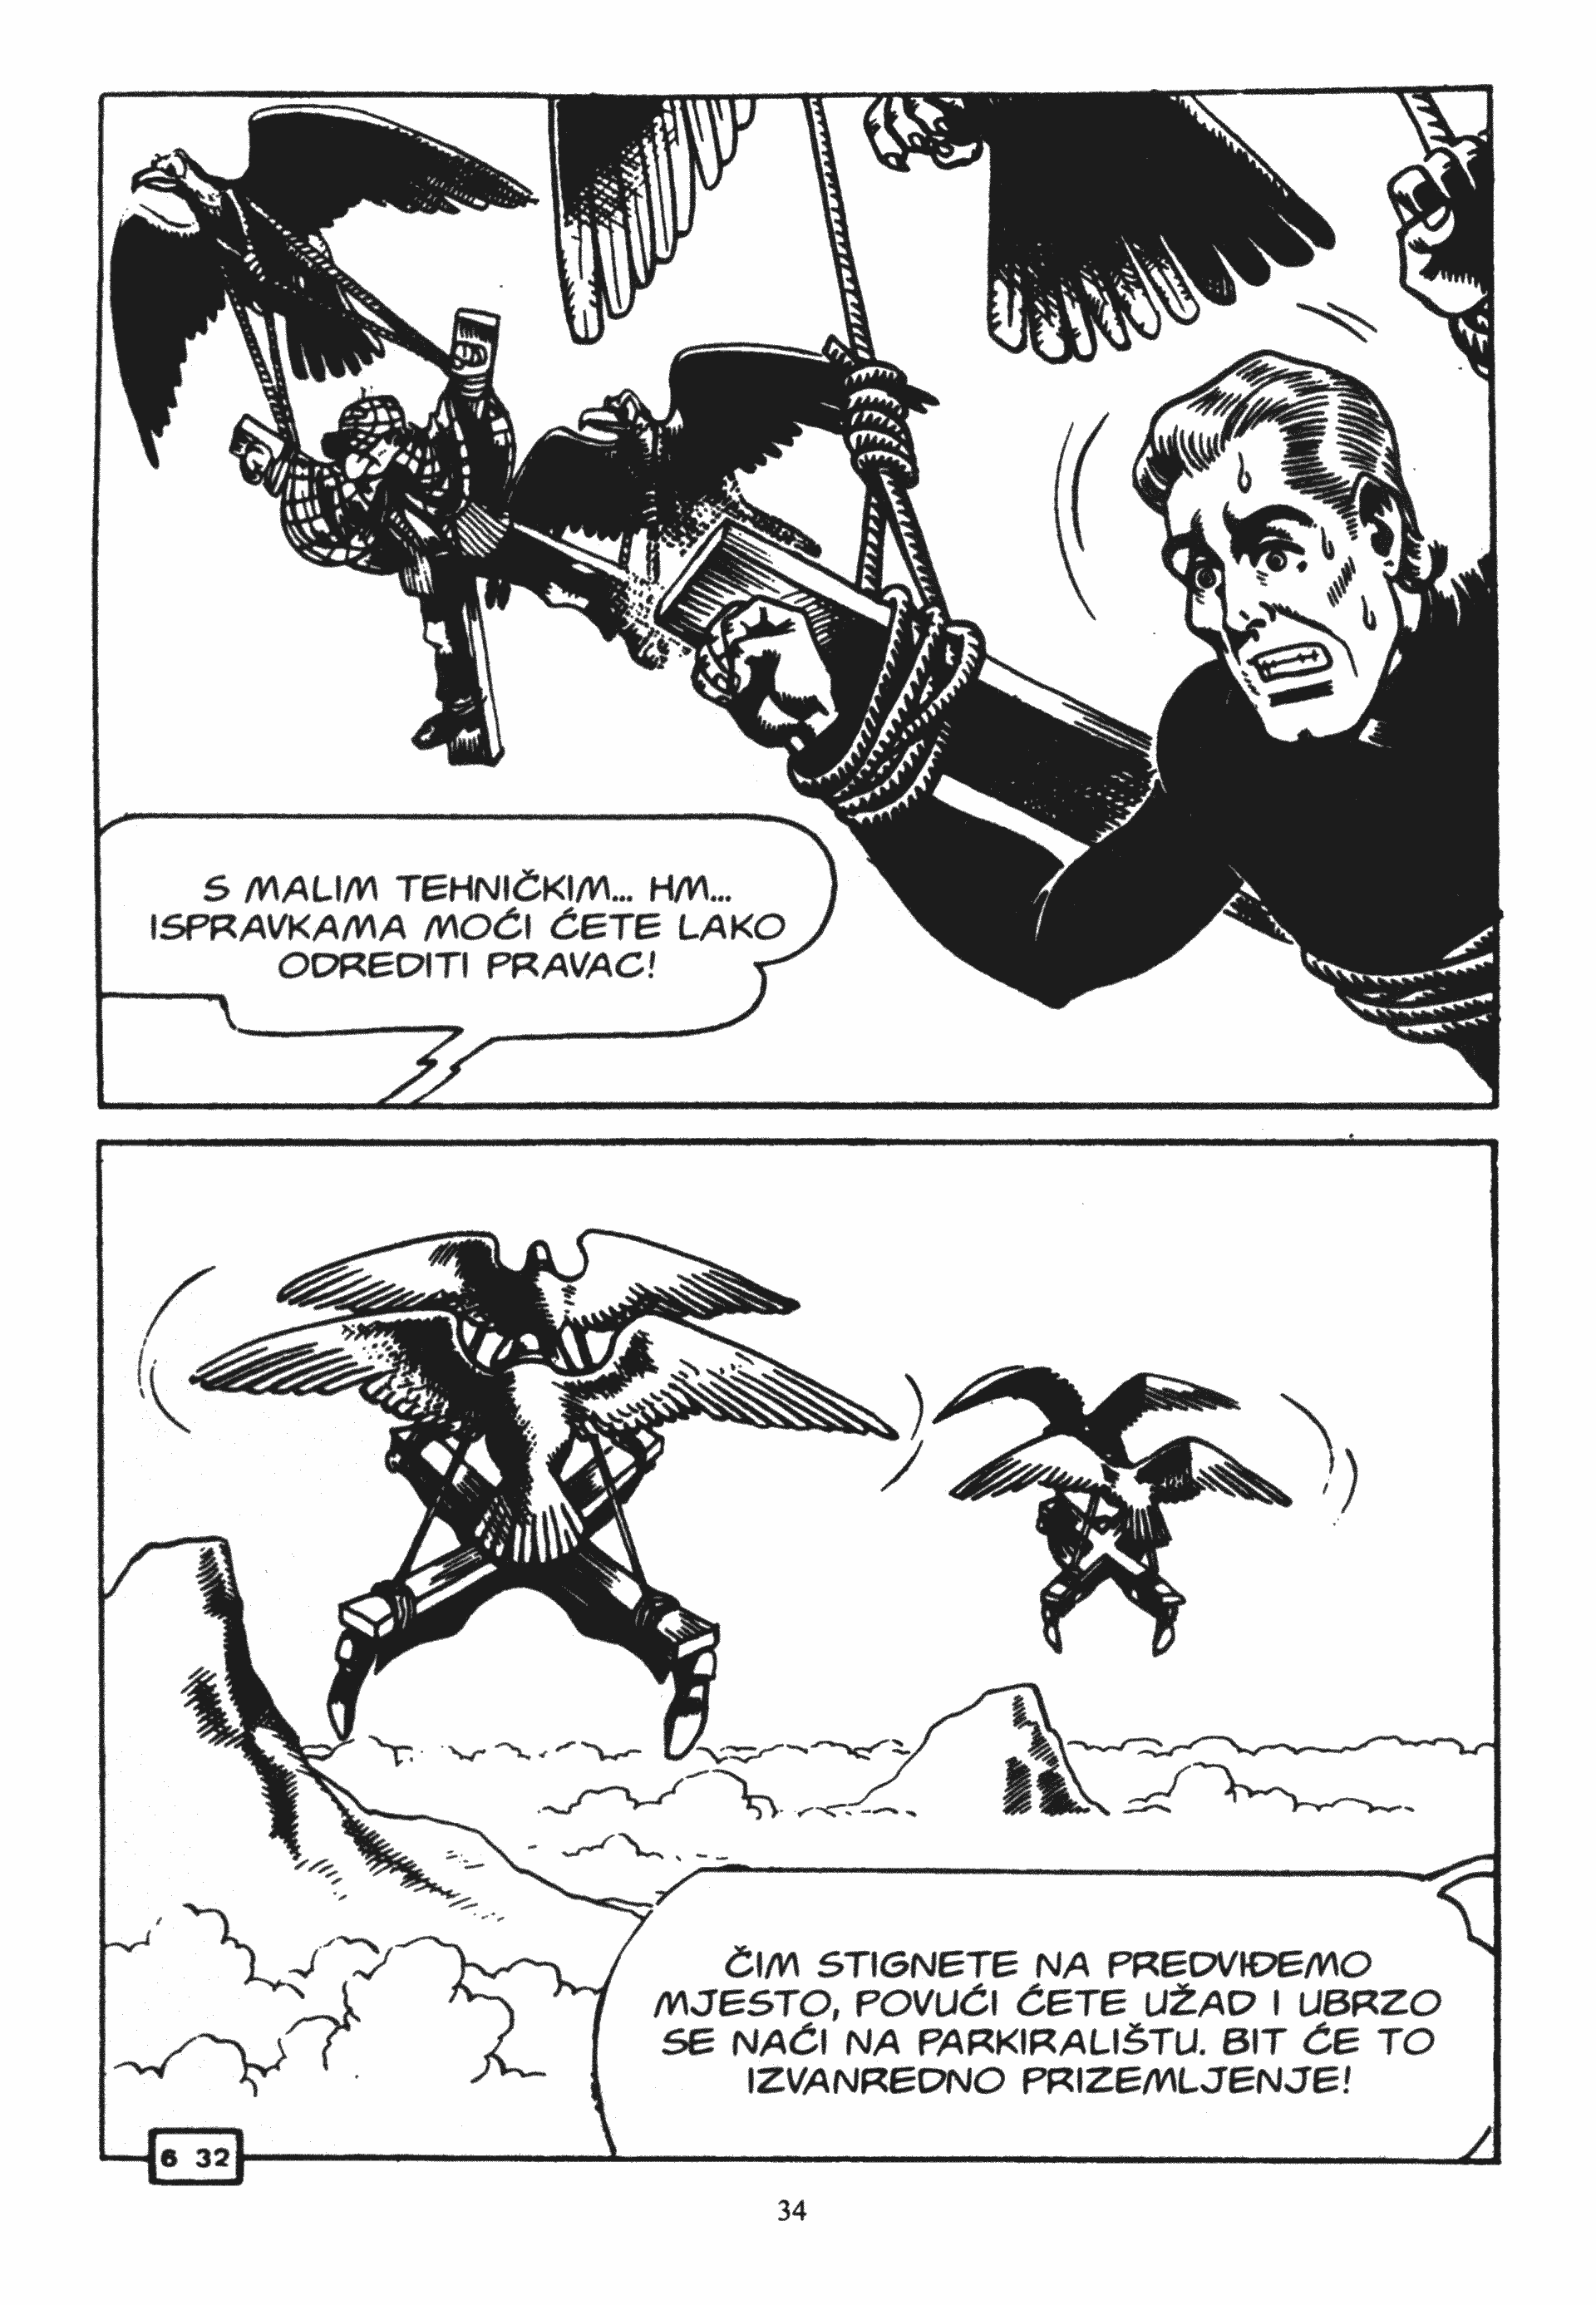 S MALIM TEHNIČKIM... HM...
ISPRAVKAMA MOĆI ĆETE LAKO
ODREDITI PRAVAC!
ČIM STIGNETE NA PREDVIĐEMO
MJESTO, POVUĆI ĆETE UŽAD I UBRZO
SE NAĆI NA PARKIRALIŠTU. BIT ĆE TO
IZVANREDNO PRIZEMLJENJE!
6 32
34